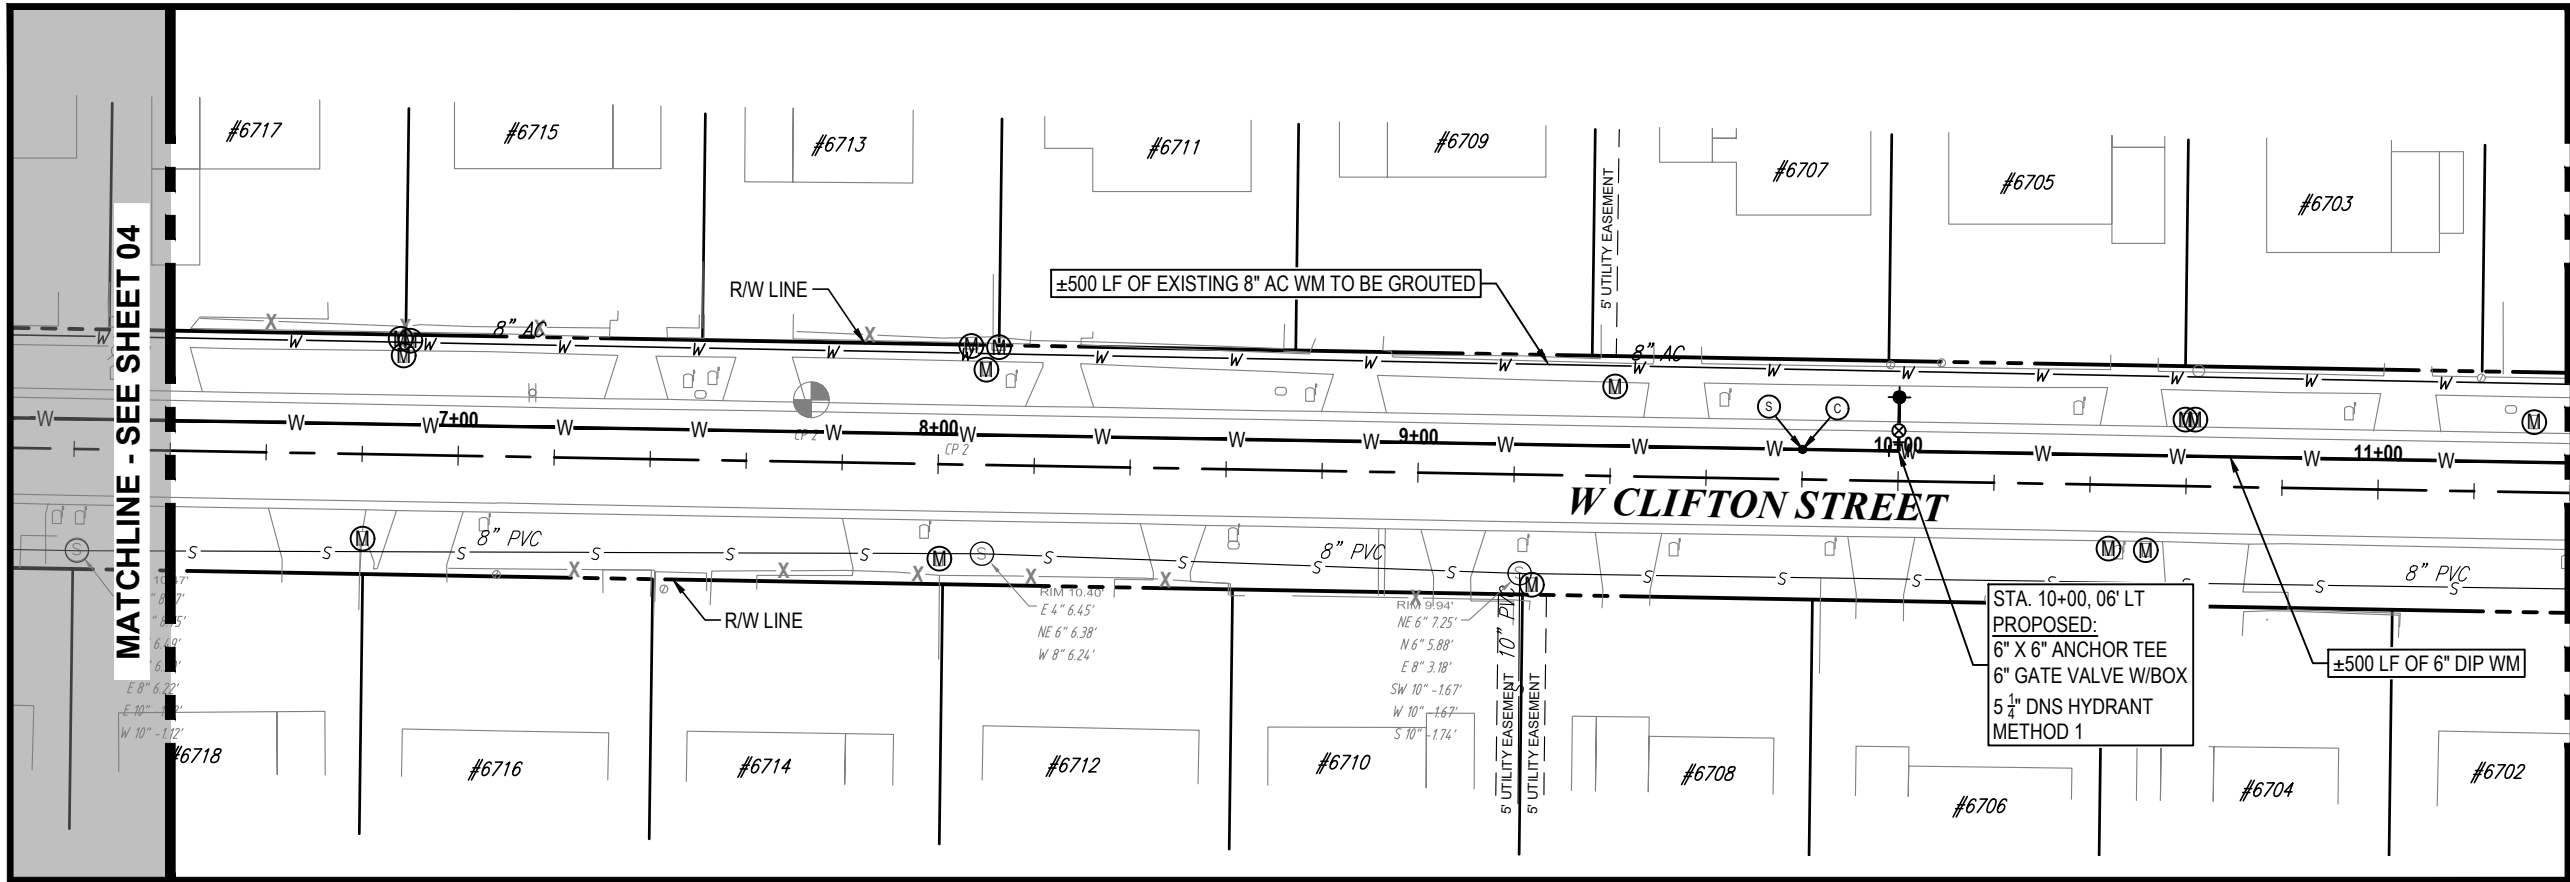 #6717
#6715
#6713
#6711
#6709
#6707
#6705
#6703
MATCHLINE - SEE SHEET 04
R/W LINE
±500 LF OF EXISTING 8" AC WM TO BE GROUTED
5' UTILITY EASEMENT
8" AC
8" AC
7+00
8+00
9+00
10+00
11+00
CP 2
CP 2
S
C
W CLIFTON STREET
8" PVC
8" PVC
8" PVC
R/W LINE
RIM 10.40'
E 4" 6.45'
NE 6" 6.38'
W 8" 6.24'
RIM 9.94'
NE 6" 7.25'
N 6" 5.88'
E 8" 3.18'
SW 10" -1.67'
W 10" -1.67'
S 10" -1.74'
10" PVC
5' UTILITY EASEMENT
5' UTILITY EASEMENT
E 8" 6.22'
W 10" -1.12'
STA. 10+00, 06' LT
PROPOSED:
6" X 6" ANCHOR TEE
6" GATE VALVE W/BOX
5 1/4" DNS HYDRANT
METHOD 1
±500 LF OF 6" DIP WM
#6718
#6716
#6714
#6712
#6710
#6708
#6706
#6704
#6702